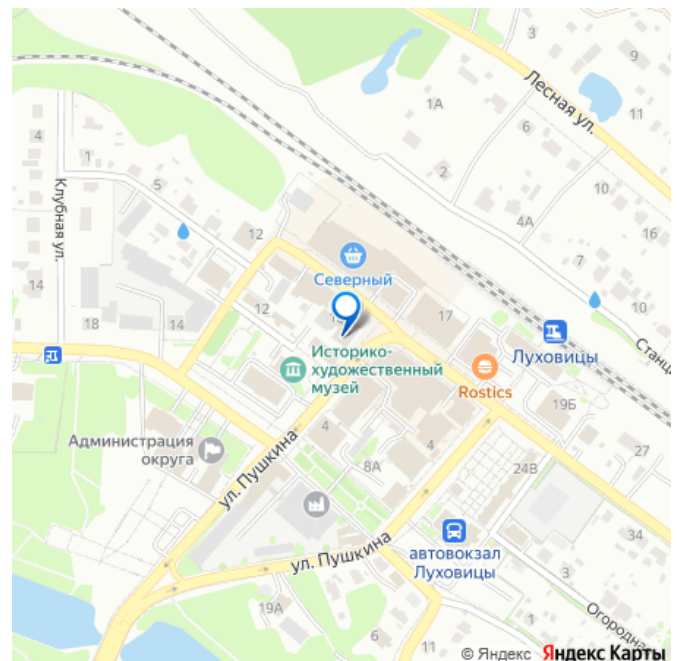 3
9
Лесная ул.
1А
11
6
4
1
2
10
Клубная ул.
5
4А
16
12
Северный
7
14
12
10
17
18
14
Луховицы
Историко-
художественный
музей
Станц
Rostics
19Б
4
Администрация
округа
ул. Пушкина
4
27
8А
24В
34
автовокзал
Луховицы
ул. Пушкина
3
1
Огородна
19А
6
11
© Яндекс Яндекс Карты